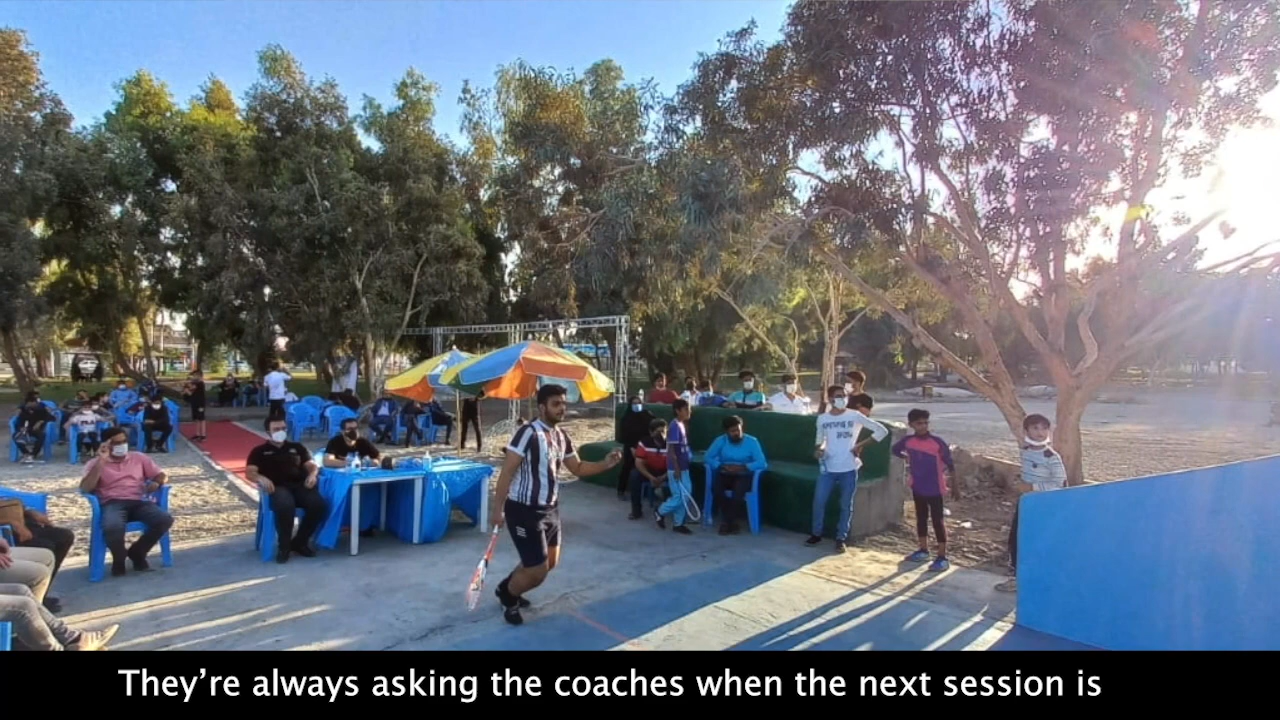 They’re always asking the coaches when the next session is